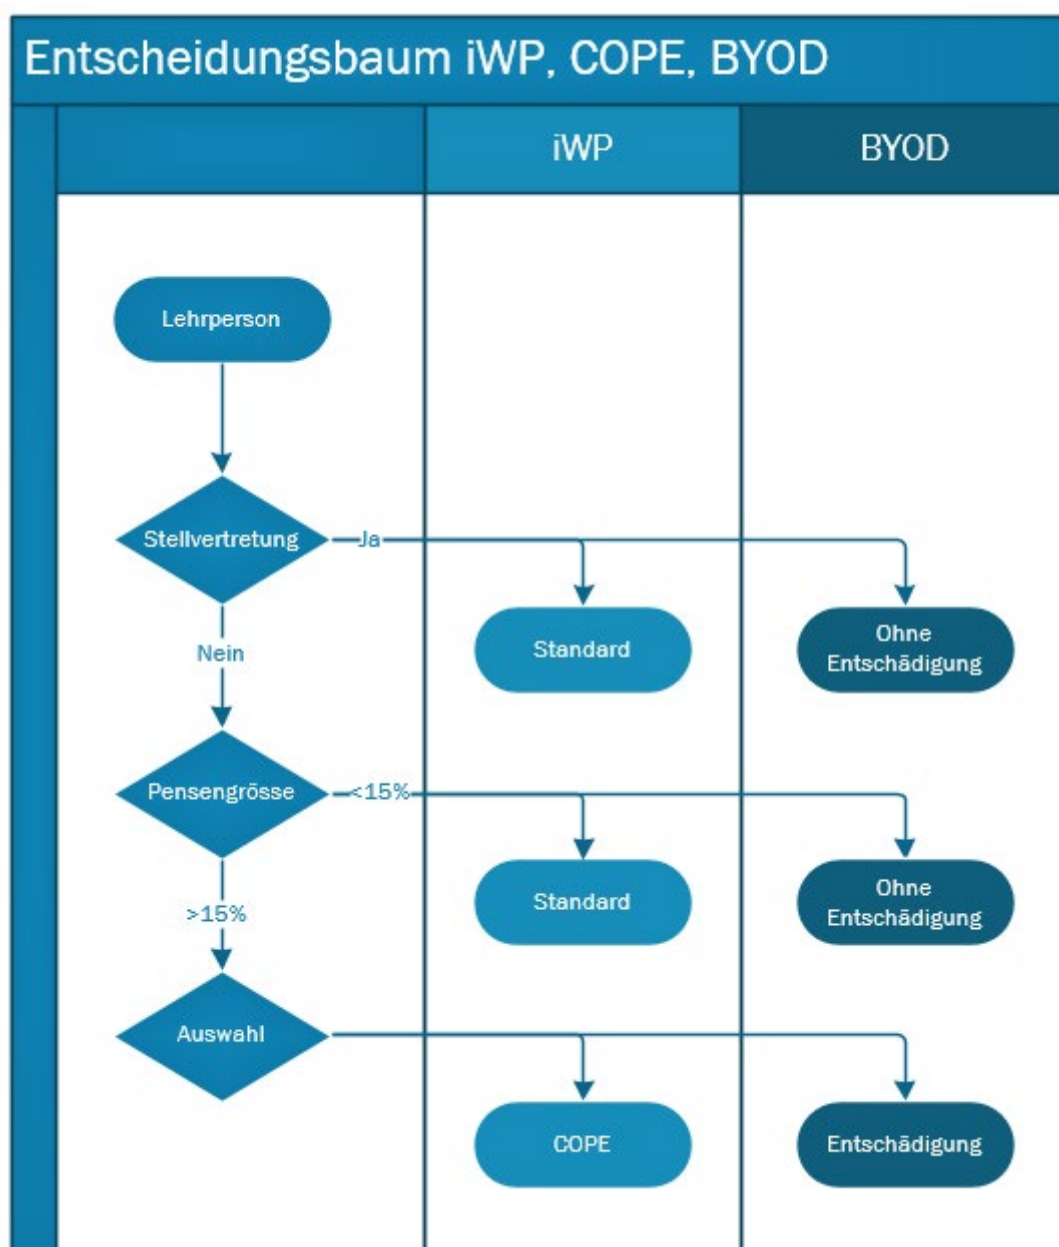 Entscheidungsbaum iWP, COPE, BYOD
iWP
BYOD
Lehrperson
Stellvertretung
Ja
Standard
Ohne
Entschädigung
Nein
Pensengrösse
<15%
Standard
Ohne
Entschädigung
>15%
Auswahl
COPE
Entschädigung